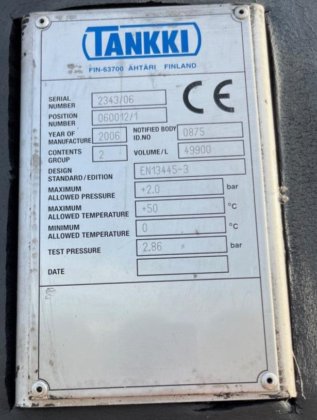 TANKKI
FIN-63700 ÄHTÄRI FINLAND
CE
SERIAL NUMBER 2343/06
POSITION NUMBER 060012/1
YEAR OF MANUFACTURE 2006 NOTIFIED BODY ID.NO 0875
CONTENTS GROUP 2 VOLUME/L 49900
DESIGN STANDARD/EDITION EN13445-3
MAXIMUM ALLOWED PRESSURE +2.0 bar
MAXIMUM ALLOWED TEMPERATURE +50 °C
MINIMUM ALLOWED TEMPERATURE 0 °C
TEST PRESSURE 2.86 bar
DATE